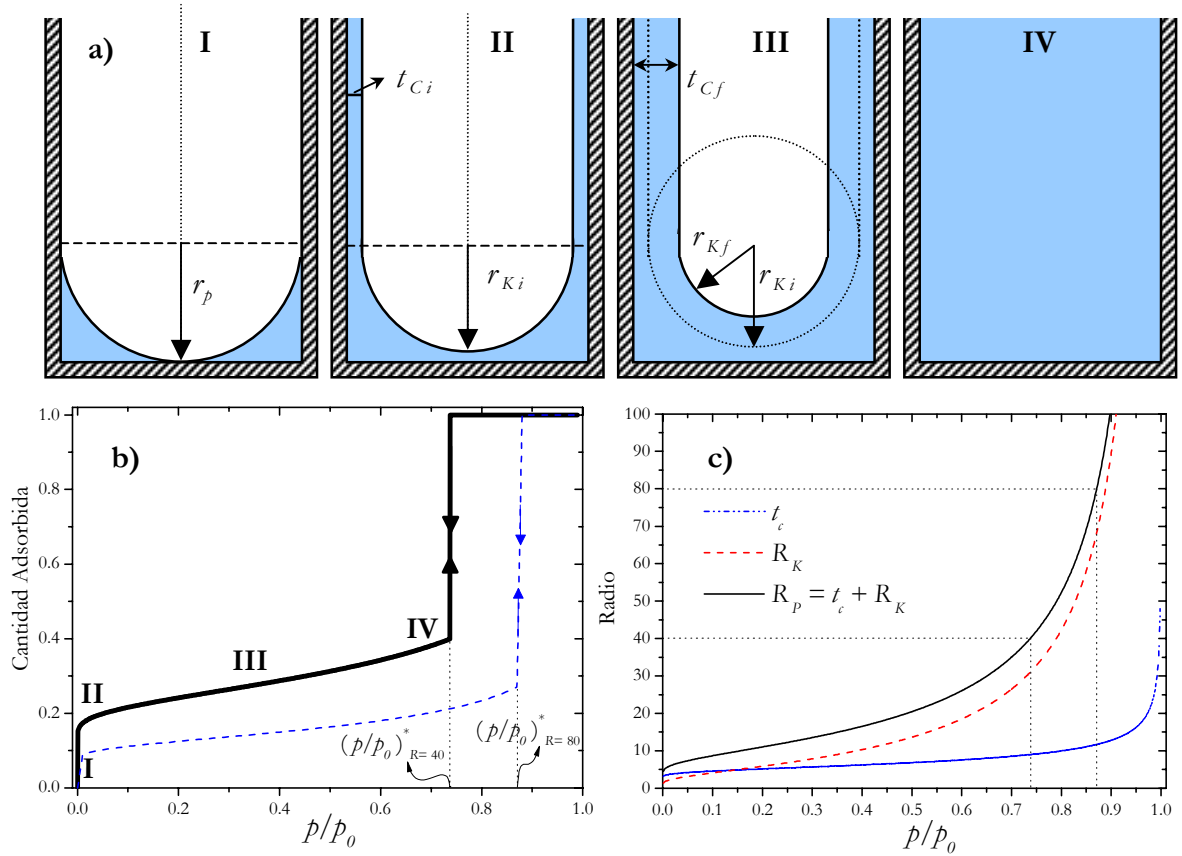 a)
I
II
III
IV
r_p
t_{Ci}
r_{Ki}
t_{Cf}
r_{Kf}
r_{Ki}
b)
Cantidad Adsorbida
1.0
0.8
0.6
0.4
0.2
0.0
I
II
III
IV
(p/p_0)^*_{R= 40}
(p/p_0)^*_{R= 80}
0.0 0.2 0.4 0.6 0.8 1.0
p/p_0
c)
Radio
100
90
80
70
60
50
40
30
20
10
0
t_c
R_K
R_P = t_c + R_K
0.0 0.1 0.2 0.3 0.4 0.5 0.6 0.7 0.8 0.9 1.0
p/p_0